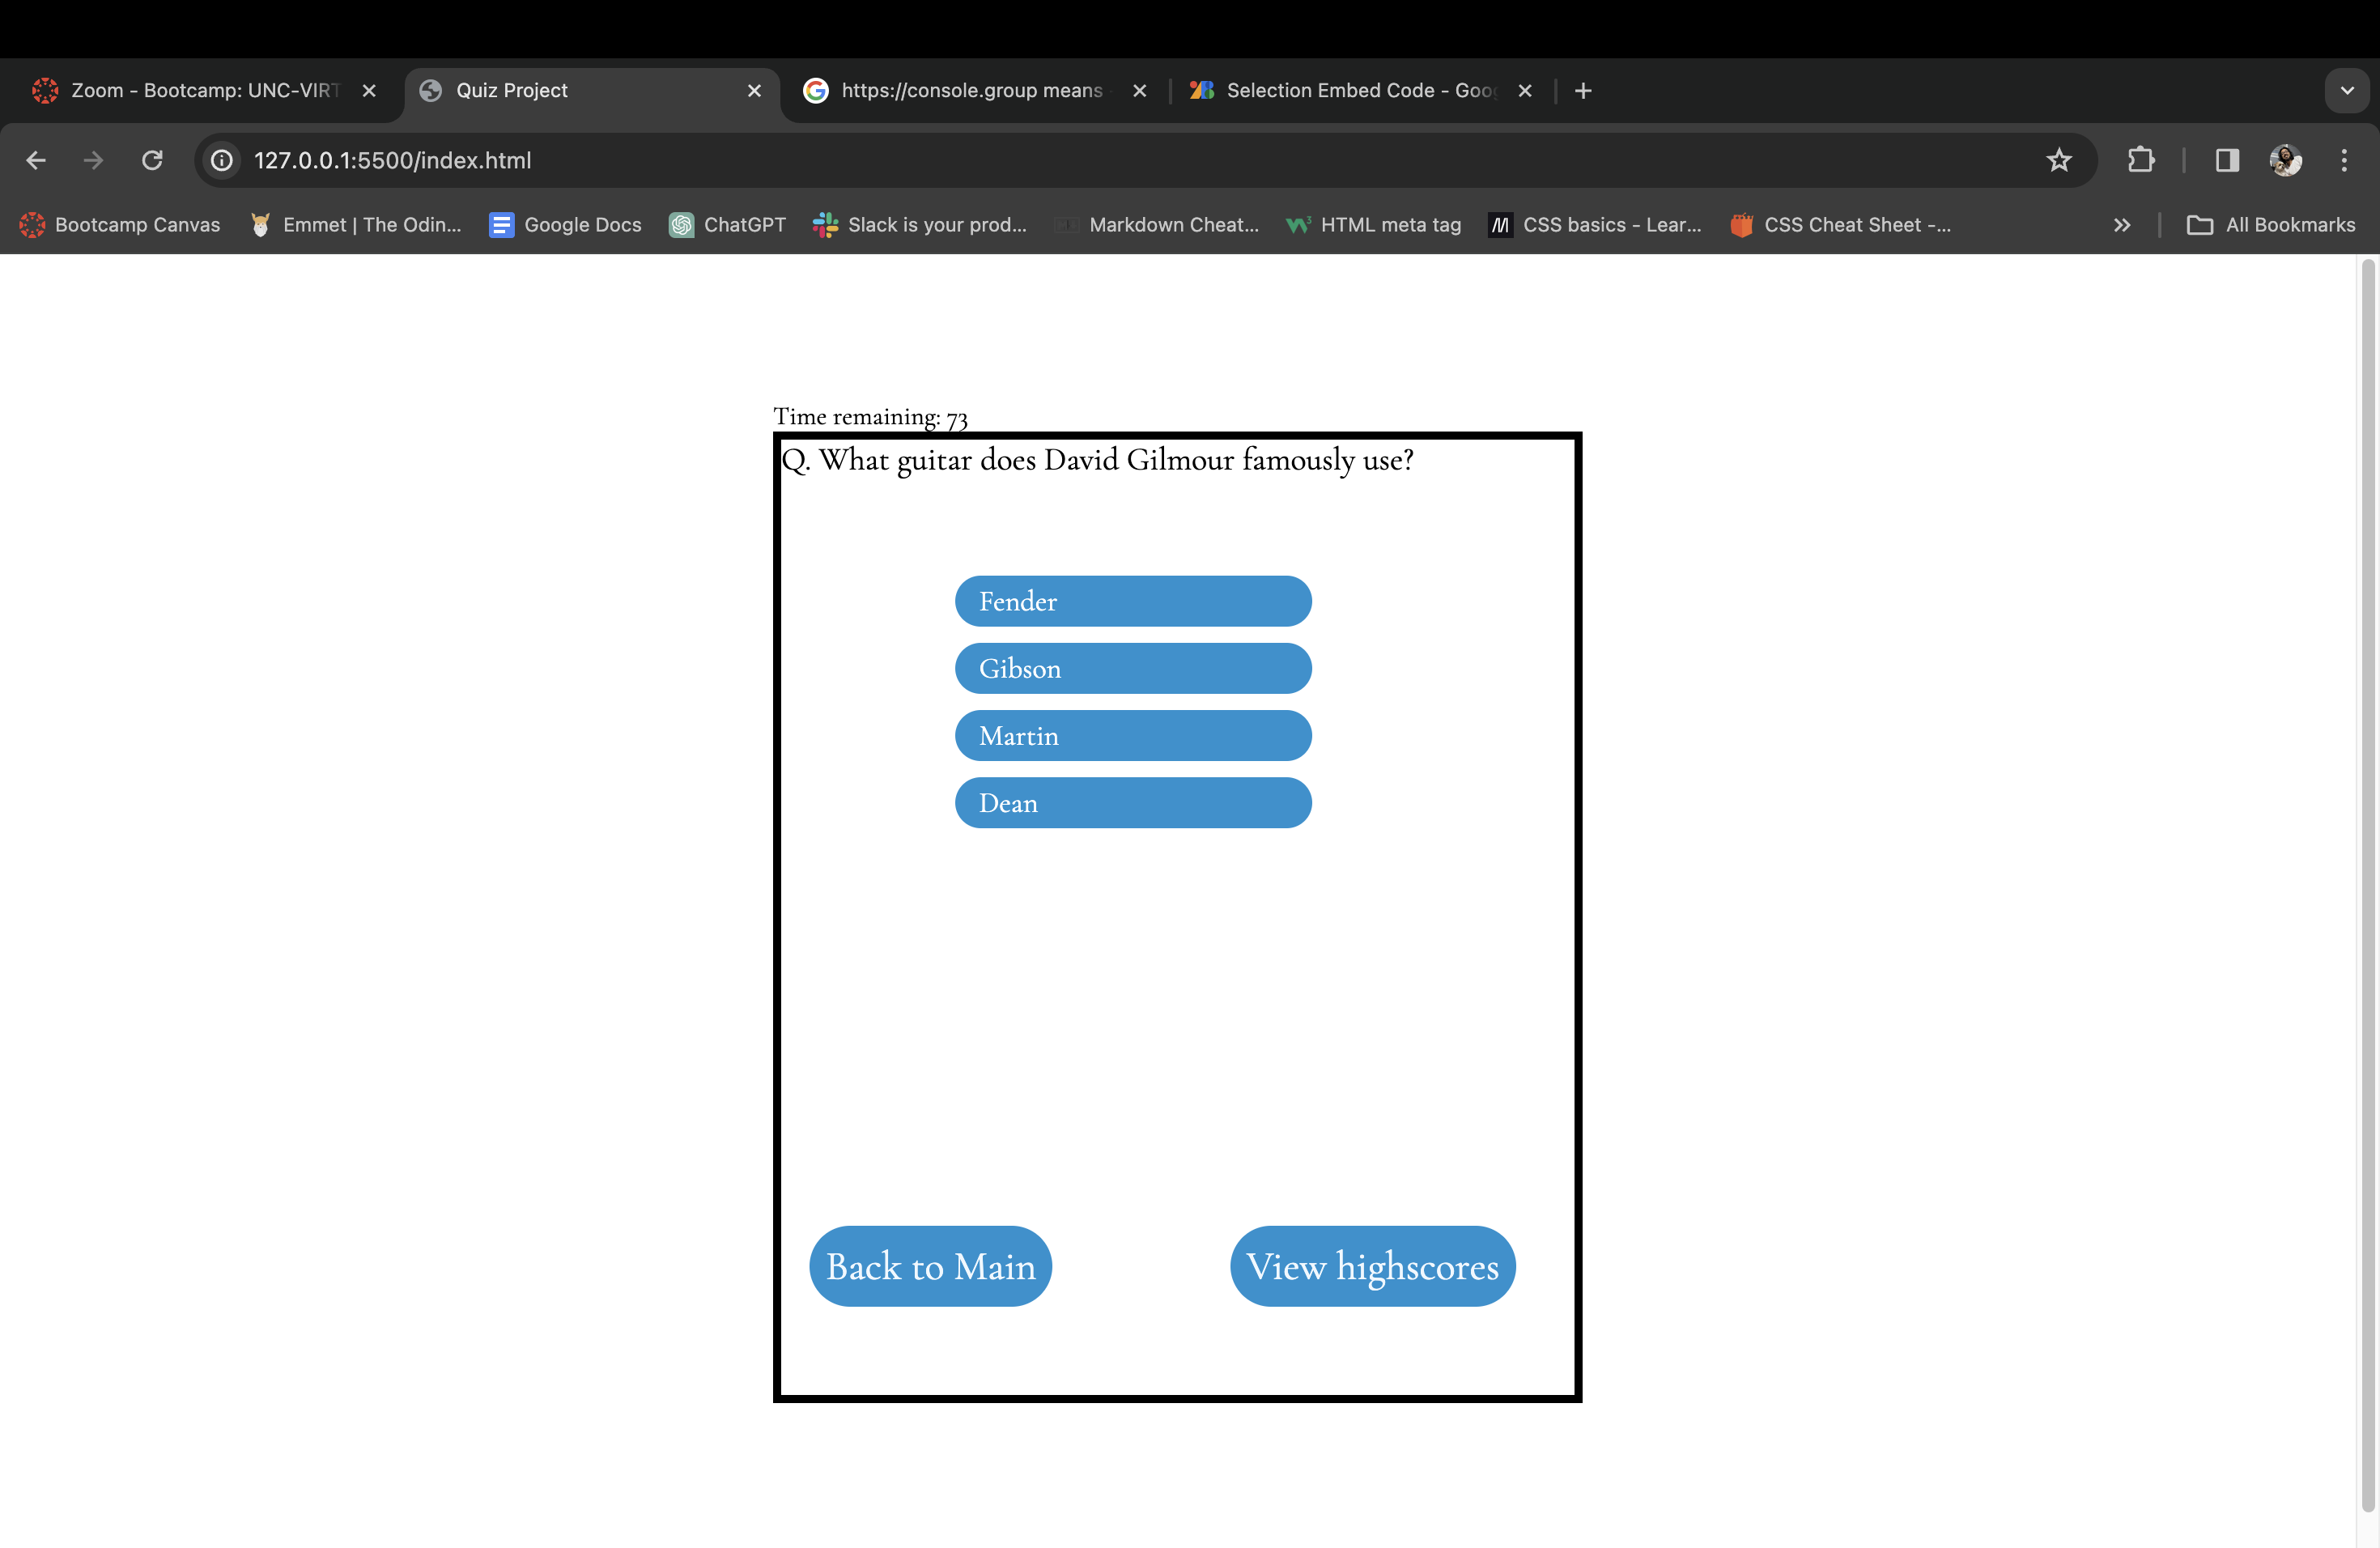 Zoom - Bootcamp: UNC-VIRT
Quiz Project
https://console.group means
Selection Embed Code - Goog
127.0.0.1:5500/index.html
Bootcamp Canvas
Emmet | The Odin...
Google Docs
ChatGPT
Slack is your prod...
Markdown Cheat...
HTML meta tag
CSS basics - Lear...
CSS Cheat Sheet -...
All Bookmarks
Time remaining: 73
Q. What guitar does David Gilmour famously use?
Fender
Gibson
Martin
Dean
Back to Main
View highscores